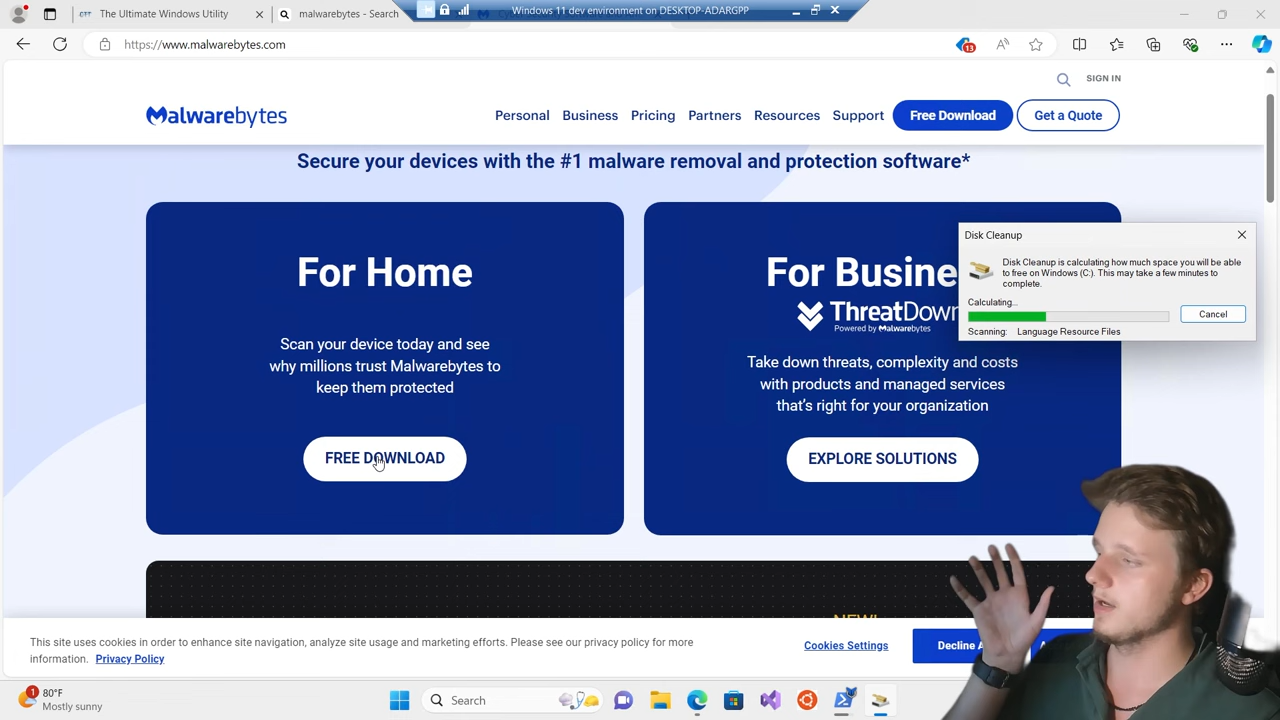 The Ultimate Windows Utility
malwarebytes - Search
Windows 11 dev environment on DESKTOP-ADARGPP
https://www.malwarebytes.com
13
SIGN IN
Malwarebytes
Personal
Business
Pricing
Partners
Resources
Support
Free Download
Get a Quote
Secure your devices with the #1 malware removal and protection software*
For Home
Scan your device today and see
why millions trust Malwarebytes to
keep them protected
FREE DOWNLOAD
For Busine
ThreatDown
Powered by Malwarebytes
Take down threats, complexity and costs
with products and managed services
that's right for your organization
EXPLORE SOLUTIONS
Disk Cleanup
Disk Cleanup is calculating how much space you will be able
to free on Windows (C:). This may take a few minutes to
complete.
Calculating...
Cancel
Scanning: Language Resource Files
NEW!
This site uses cookies in order to enhance site navigation, analyze site usage and marketing efforts. Please see our privacy policy for more
information. Privacy Policy
Cookies Settings
Decline
1
80°F
Mostly sunny
Search